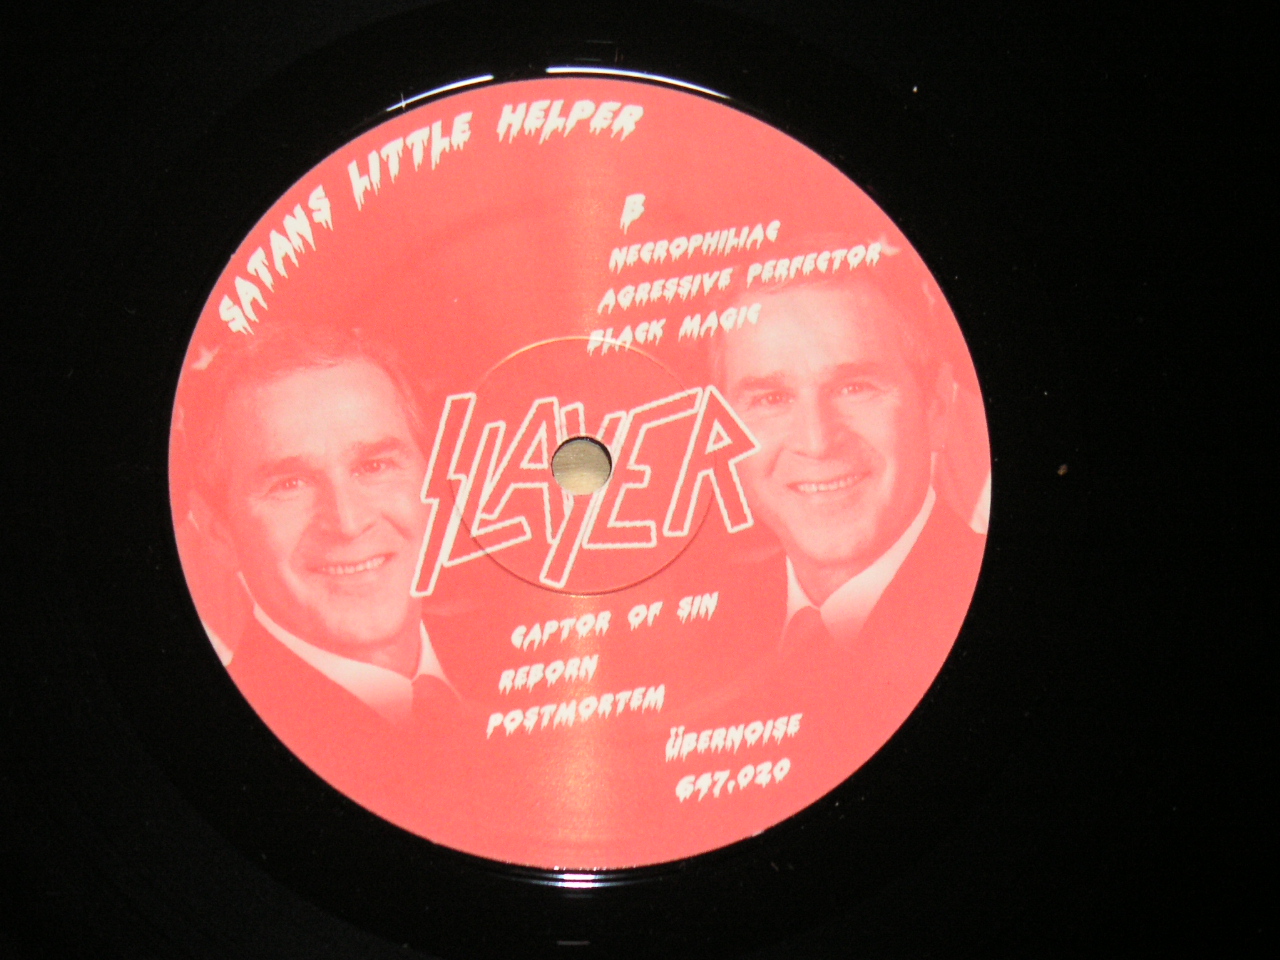 SATANS LITTLE HELPER
B
NECROPHILIAC
AGRESSIVE PERFECTOR
BLACK MAGIC
SLAYER
CAPTOR OF SIN
REBORN
POSTMORTEM
ÜBERNOISE
647.020